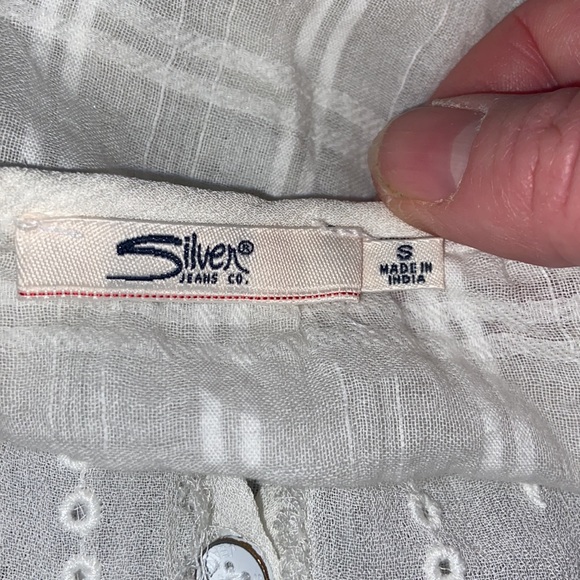 Silver®
JEANS CO.
S
MADE IN
INDIA